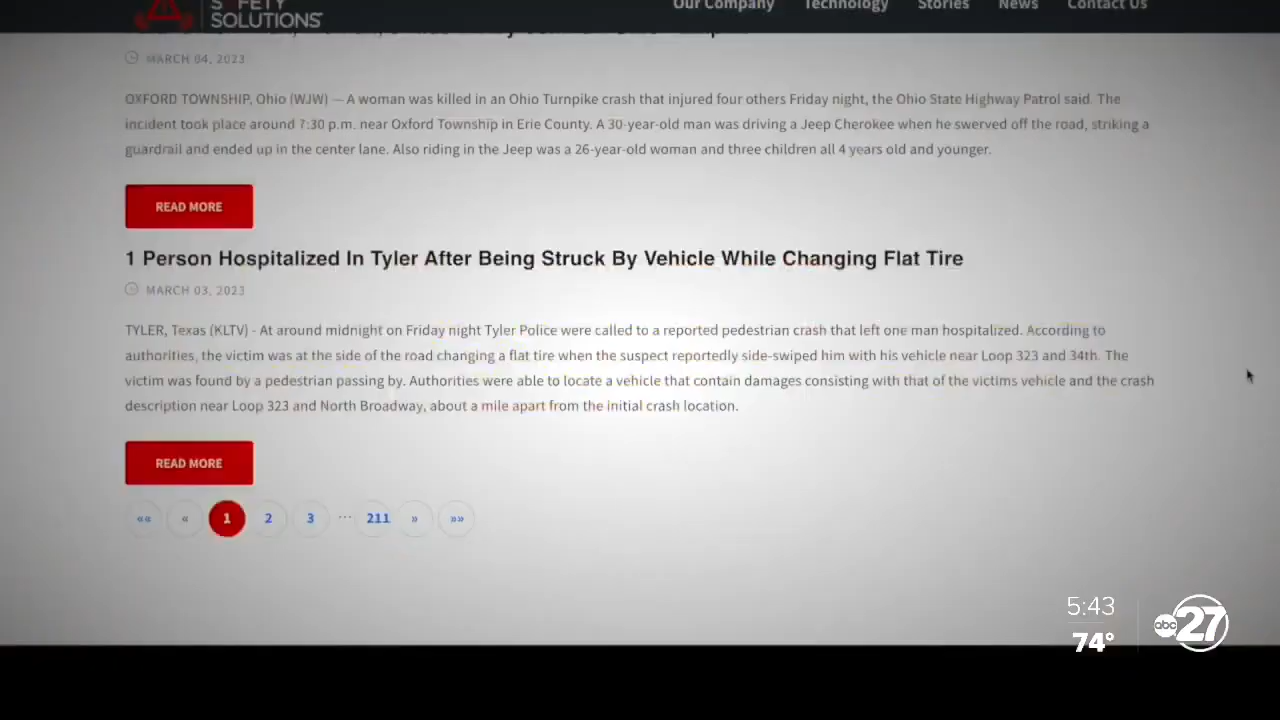 SAFETY
SOLUTIONS
Our Company
Technology
Stories
News
Contact Us
MARCH 04, 2023
OXFORD TOWNSHIP, Ohio (WJW) — A woman was killed in an Ohio Turnpike crash that injured four others Friday night, the Ohio State Highway Patrol said. The
incident took place around 7:30 p.m. near Oxford Township in Erie County. A 30-year-old man was driving a Jeep Cherokee when he swerved off the road, striking a
guardrail and ended up in the center lane. Also riding in the Jeep was a 26-year-old woman and three children all 4 years old and younger.
READ MORE
1 Person Hospitalized In Tyler After Being Struck By Vehicle While Changing Flat Tire
MARCH 03, 2023
TYLER, Texas (KLTV) - At around midnight on Friday night Tyler Police were called to a reported pedestrian crash that left one man hospitalized. According to
authorities, the victim was at the side of the road changing a flat tire when the suspect reportedly side-swiped him with his vehicle near Loop 323 and 34th. The
victim was found by a pedestrian passing by. Authorities were able to locate a vehicle that contain damages consisting with that of the victims vehicle and the crash
description near Loop 323 and North Broadway, about a mile apart from the initial crash location.
READ MORE
«« « 1 2 3 ... 211 » »»
5:43
74°
abc 27